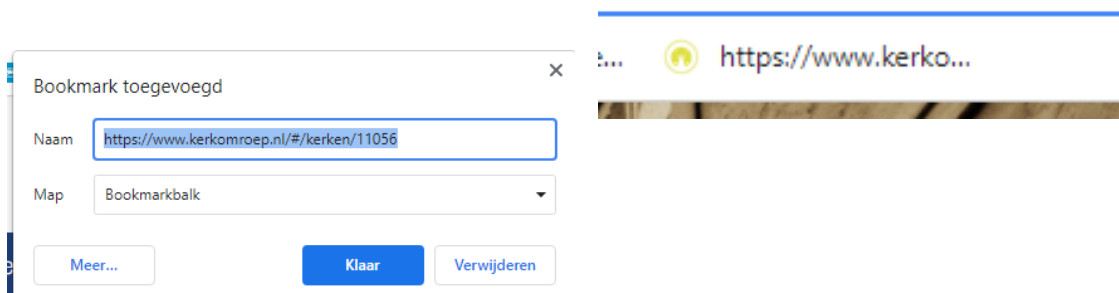 Bookmark toegevoegd
Naam https://www.kerkomroep.nl/#/kerken/11056
Map Bookmarkbalk
Meer... Klaar Verwijderen
... https://www.kerko...